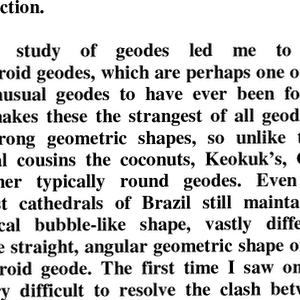 ction.
study of geodes led me to
roid geodes, which are perhaps one o
nusual geodes to have ever been fo
makes these the strangest of all geod
rong geometric shapes, so unlike t
l cousins the coconuts, Keokuk's,
her typically round geodes. Even
st cathedrals of Brazil still mainta
cal bubble-like shape, vastly diffe
e straight, angular geometric shape o
roid geode. The first time I saw on
ry difficult to resolve the clash betw